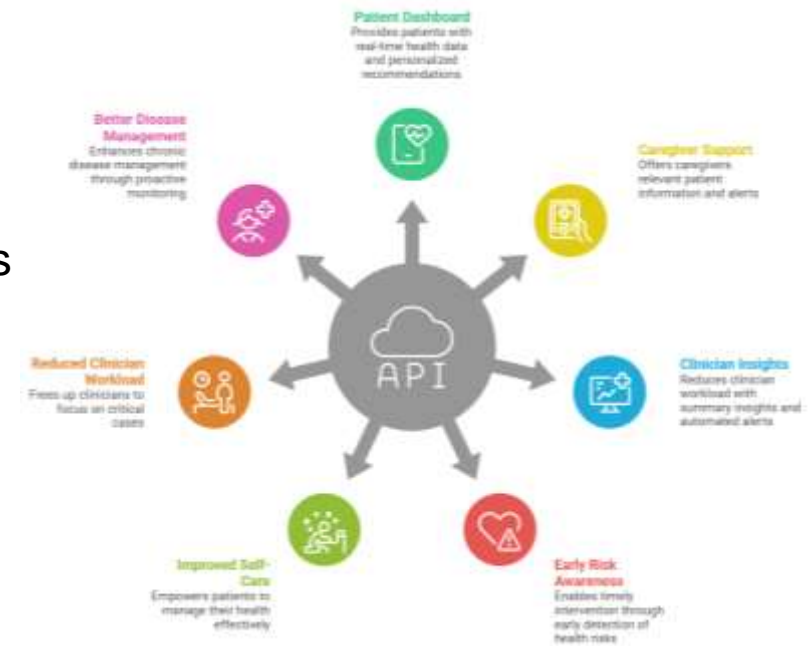 Patient Dashboard
Provides patients with
real-time health data
and personalized
recommendations
Better Disease
Management
Enhances chronic
disease management
through proactive
monitoring
Caregiver Support
Offers caregivers
relevant patient
information and alerts
s
API
Reduced Clinician
Workload
Frees up clinicians to
focus on critical
cases
Clinician Insights
Reduces clinician
workload with
summary insights and
automated alerts
Improved Self-
Care
Empowers patients to
manage their health
effectively
Early Risk
Awareness
Enables timely
intervention through
early detection of
health risks